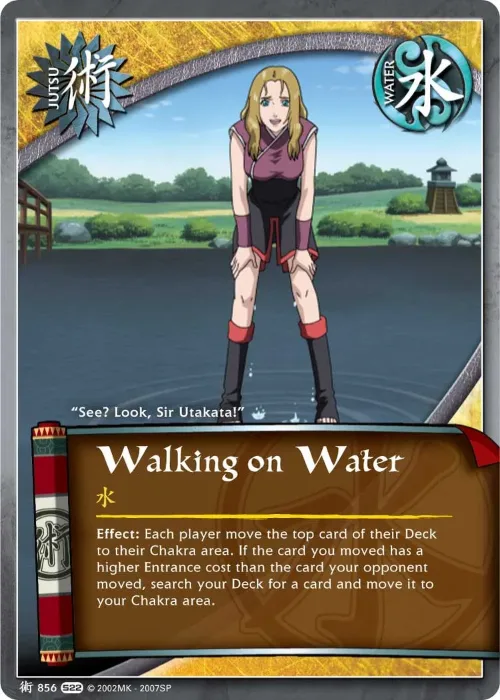 JUTSU 術
WATER 水
"See? Look, Sir Utakata!"
Walking on Water
水
Effect: Each player move the top card of their Deck
to their Chakra area. If the card you moved has a
higher Entrance cost than the card your opponent
moved, search your Deck for a card and move it to
your Chakra area.
術
術 856 S22 © 2002MK · 2007SP